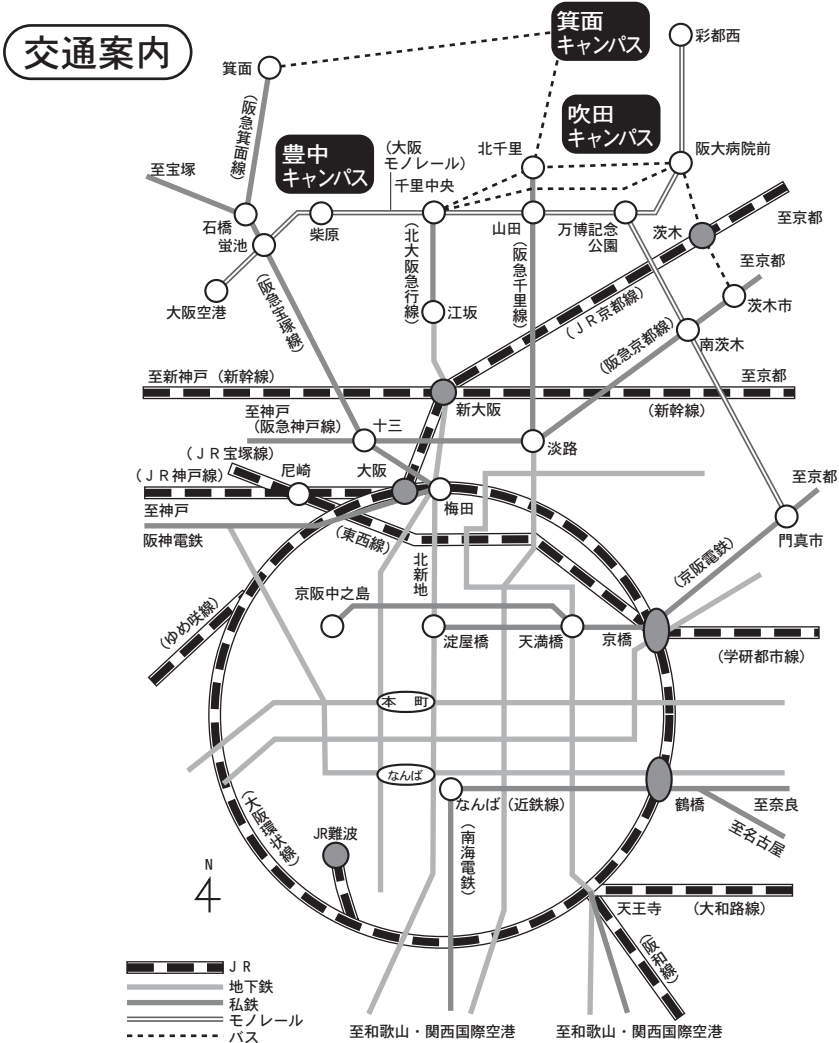 交通案内
箕面
キャンパス
彩都西
箕面
吹田
キャンパス
(阪急箕面線)
豊中
キャンパス
(大阪
モノレール)
北千里
阪大病院前
至宝塚
千里中央
石橋
柴原
山田
万博記念
公園
茨木
至京都
蛍池
(北大阪急行線)
(阪急千里線)
至京都
大阪空港
(阪急宝塚線)
江坂
(JR京都線)
茨木市
(阪急京都線)
南茨木
至新神戸(新幹線)
至京都
新大阪
(新幹線)
至神戸
(阪急神戸線)
十三
淡路
(JR宝塚線)
(JR神戸線)
尼崎
大阪
至京都
至神戸
梅田
阪神電鉄
(東西線)
門真市
北新地
(京阪電鉄)
京阪中之島
(ゆめ咲線)
淀屋橋
天満橋
京橋
(学研都市線)
本町
なんば
なんば(近鉄線)
鶴橋
至奈良
至名古屋
(大阪環状線)
JR難波
(南海電鉄)
N
天王寺
(大和路線)
(阪和線)
JR
地下鉄
私鉄
モノレール
バス
至和歌山・関西国際空港
至和歌山・関西国際空港